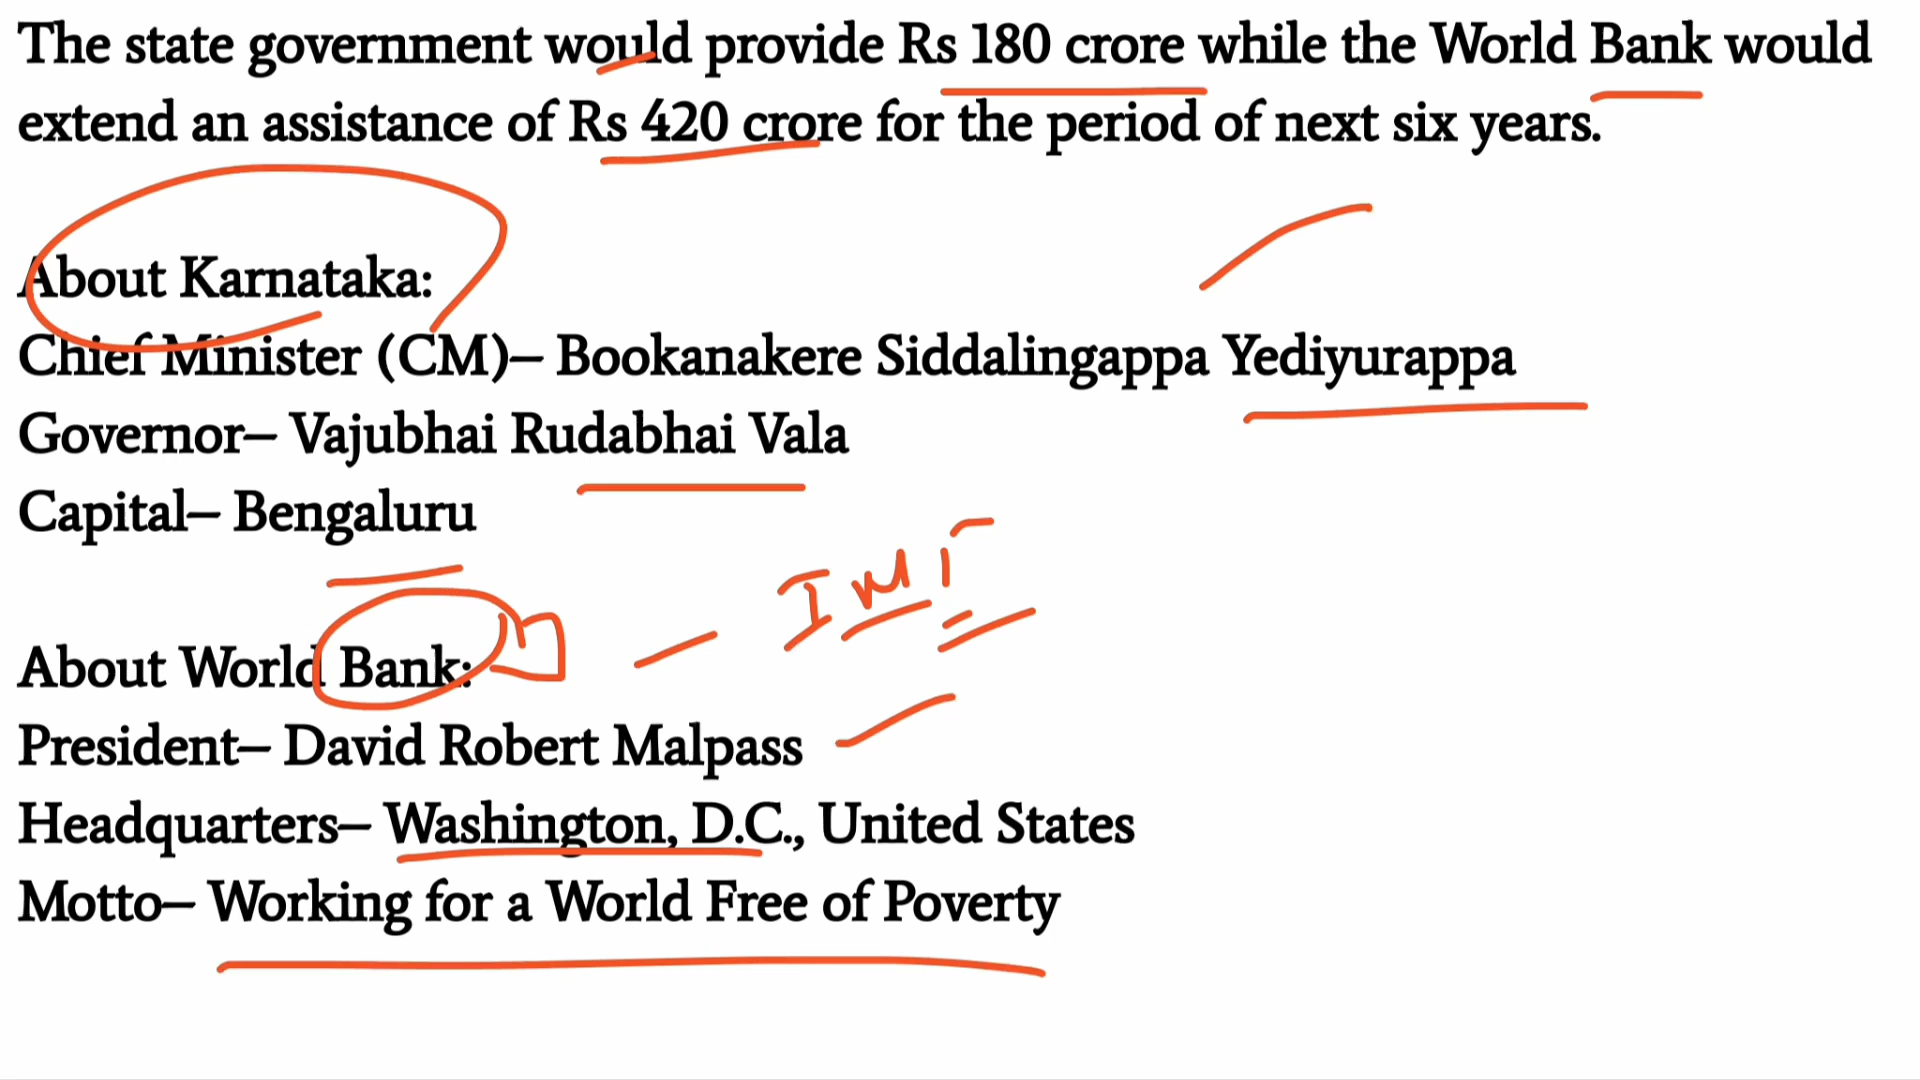 The state government would provide Rs 180 crore while the World Bank would
extend an assistance of Rs 420 crore for the period of next six years.
About Karnataka:
Chief Minister (CM)– Bookanakere Siddalingappa Yediyurappa
Governor– Vajubhai Rudabhai Vala
Capital– Bengaluru
IMF
About World Bank:
President– David Robert Malpass
Headquarters– Washington, D.C., United States
Motto– Working for a World Free of Poverty